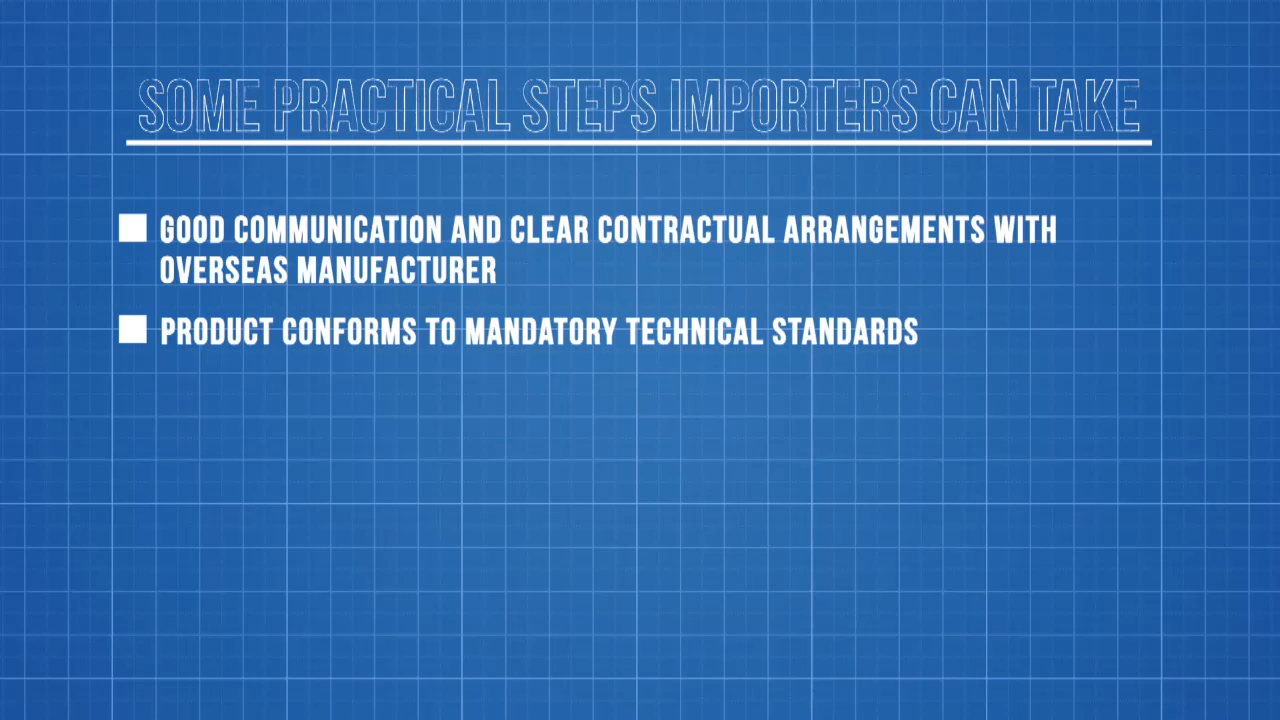 SOME PRACTICAL STEPS IMPORTERS CAN TAKE
GOOD COMMUNICATION AND CLEAR CONTRACTUAL ARRANGEMENTS WITH
OVERSEAS MANUFACTURER
PRODUCT CONFORMS TO MANDATORY TECHNICAL STANDARDS